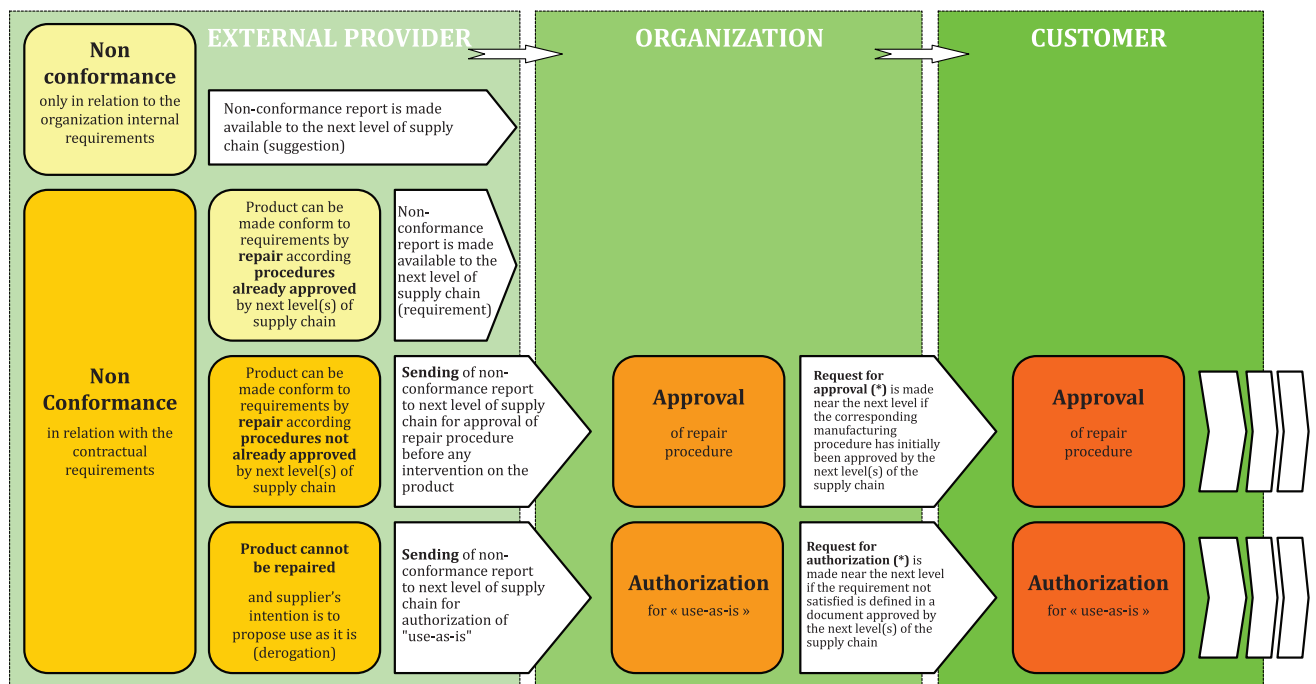 EXTERNAL PROVIDER
ORGANIZATION
CUSTOMER
Non
conformance
only in relation to the
organization internal
requirements
Non-conformance report is made
available to the next level of supply
chain (suggestion)
Non
Conformance
in relation with the
contractual
requirements
Product can be
made conform to
requirements by
repair according
procedures
already approved
by next level(s) of
supply chain
Non-
conformance
report is made
available to the
next level of
supply chain
(requirement)
Product can be
made conform to
requirements by
repair according
procedures not
already approved
by next level(s) of
supply chain
Sending of non-
conformance report
to next level of supply
chain for approval of
repair procedure
before any
intervention on the
product
Approval
of repair
procedure
Request for
approval (*) is made
near the next level if
the corresponding
manufacturing
procedure has initially
been approved by the
next level(s) of the
supply chain
Approval
of repair
procedure
Product cannot
be repaired
and supplier's
intention is to
propose use as it is
(derogation)
Sending of non-
conformance report
to next level of supply
chain for
authorization of
"use-as-is"
Authorization
for « use-as-is »
Request for
authorization (*) is
made near the next level
if the requirement not
satisfied is defined in a
document approved by
the next level(s) of the
supply chain
Authorization
for « use-as-is »